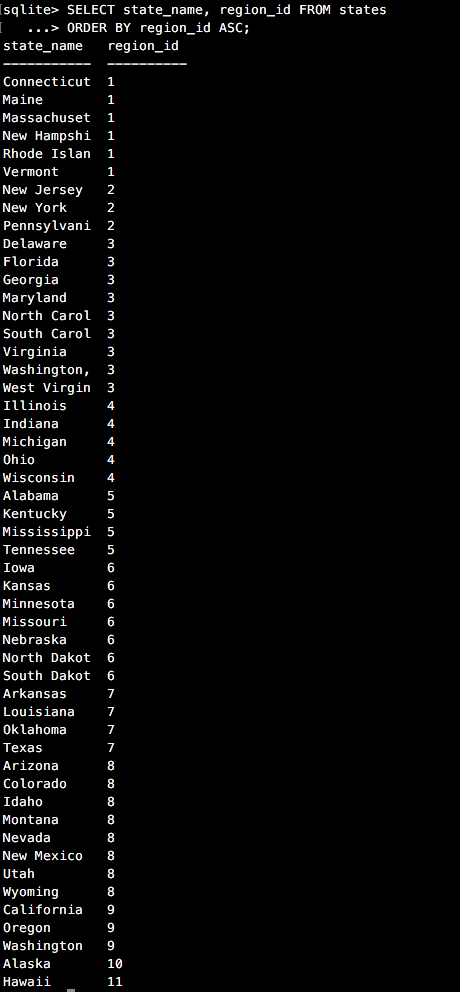 [sqlite> SELECT state_name, region_id FROM states
[   ...> ORDER BY region_id ASC;
state_name   region_id
-----------  ----------
Connecticut  1
Maine        1
Massachuset  1
New Hampshi  1
Rhode Islan  1
Vermont      1
New Jersey   2
New York     2
Pennsylvani  2
Delaware     3
Florida      3
Georgia      3
Maryland     3
North Carol  3
South Carol  3
Virginia     3
Washington,  3
West Virgin  3
Illinois     4
Indiana      4
Michigan     4
Ohio         4
Wisconsin    4
Alabama      5
Kentucky     5
Mississippi  5
Tennessee    5
Iowa         6
Kansas       6
Minnesota    6
Missouri     6
Nebraska     6
North Dakot  6
South Dakot  6
Arkansas     7
Louisiana    7
Oklahoma     7
Texas        7
Arizona      8
Colorado     8
Idaho        8
Montana      8
Nevada       8
New Mexico   8
Utah         8
Wyoming      8
California   9
Oregon       9
Washington   9
Alaska       10
Hawaii       11